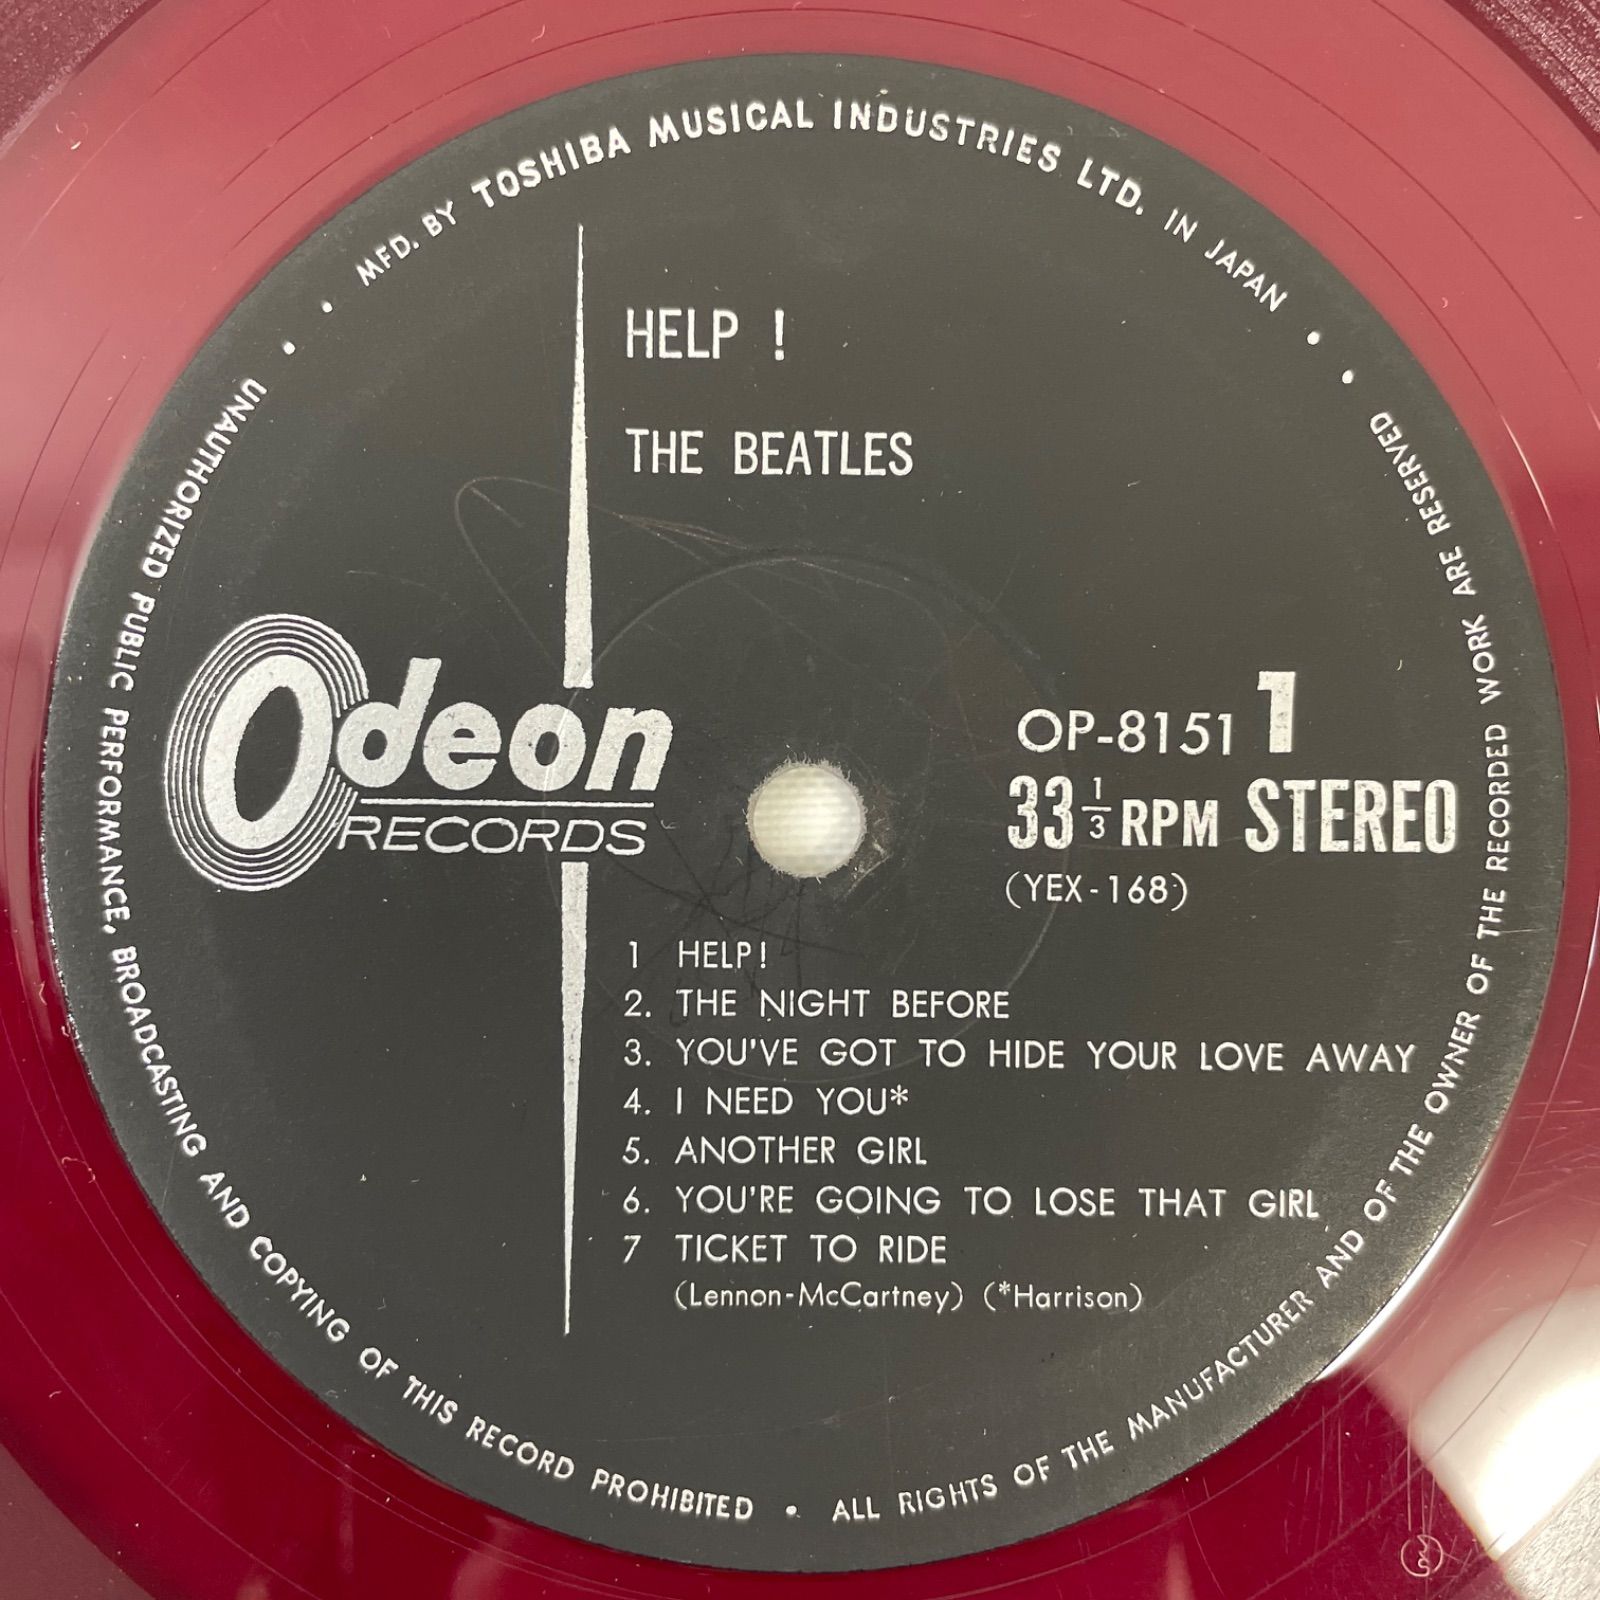 MFD. BY TOSHIBA MUSICAL INDUSTRIES LTD. IN JAPAN
HELP !
THE BEATLES
Odeon
RECORDS
OP-8151 1
33 1/3 RPM STEREO
(YEX-168)
1 HELP!
2. THE NIGHT BEFORE
3. YOU'VE GOT TO HIDE YOUR LOVE AWAY
4. I NEED YOU*
5. ANOTHER GIRL
6. YOU'RE GOING TO LOSE THAT GIRL
7 TICKET TO RIDE
(Lennon-McCartney) (*Harrison)
ALL RIGHTS OF THE MANUFACTURER AND OF THE OWNER OF THE RECORDED WORK ARE RESERVED
UNAUTHORIZED PUBLIC PERFORMANCE, BROADCASTING AND COPYING OF THIS RECORD PROHIBITED